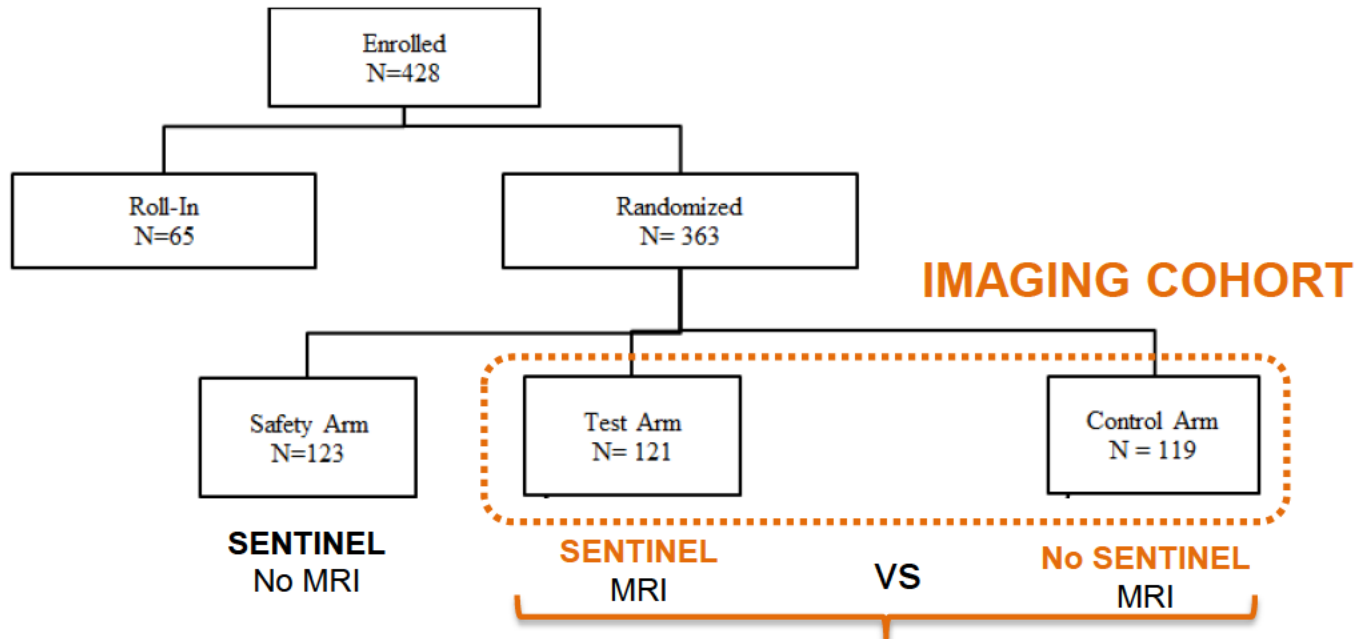 Enrolled
N=428
Roll-In
N=65
Randomized
N= 363
IMAGING COHORT
Safety Arm
N=123
Test Arm
N= 121
Control Arm
N = 119
SENTINEL
No MRI
SENTINEL
MRI
VS
No SENTINEL
MRI